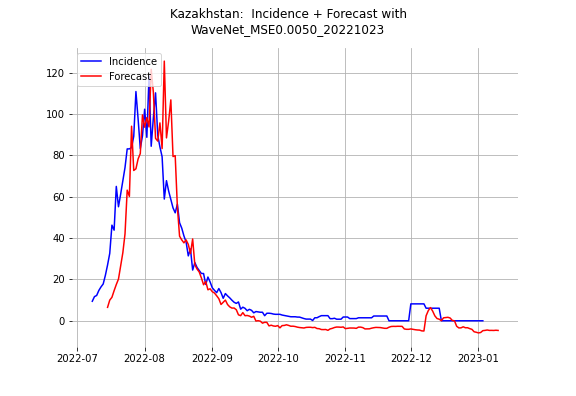 Kazakhstan:  Incidence + Forecast with
WaveNet_MSE0.0050_20221023
Incidence
Forecast
120
100
80
60
40
20
0
2022-07 2022-08 2022-09 2022-10 2022-11 2022-12 2023-01